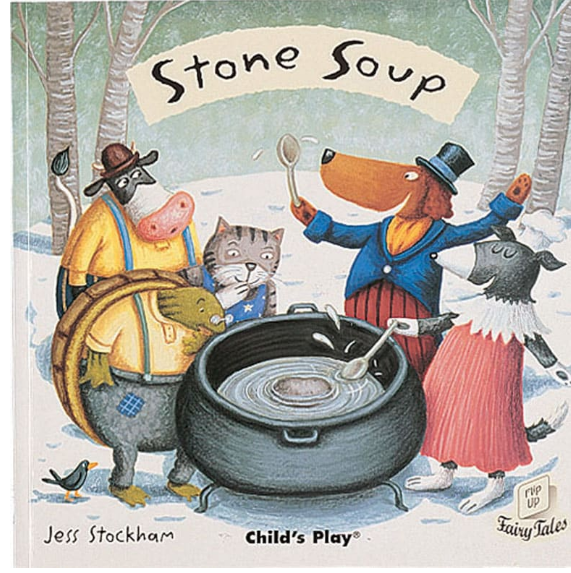 Stone Soup
FLIP
UP
Fairy Tales
Jess Stockham
Child's Play®